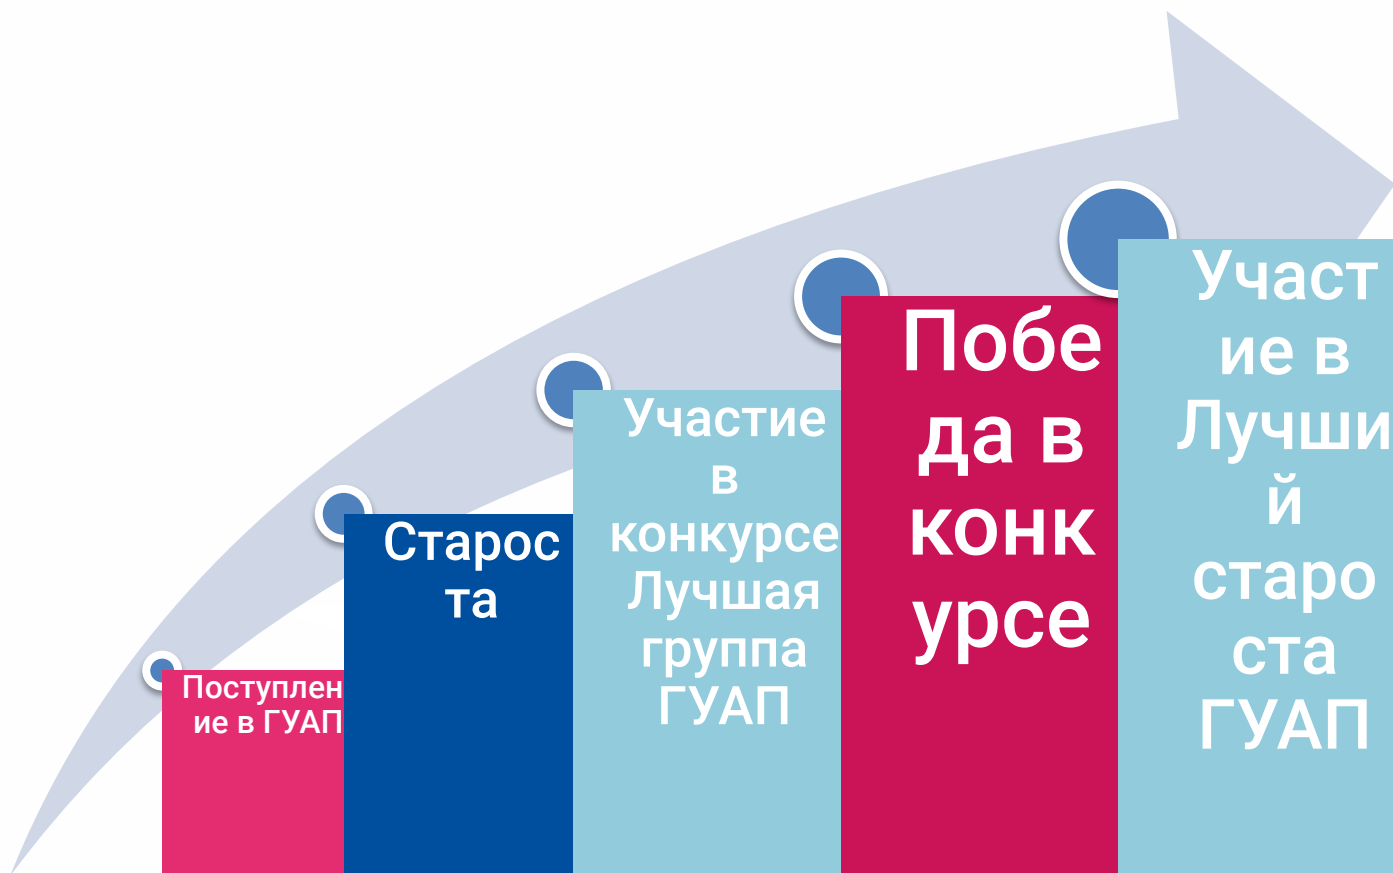 Поступлен
ие в ГУАП
Старос
та
Участие
в
конкурсе
Лучшая
группа
ГУАП
Побе
да в
конк
урсе
Участ
ие в
Лучши
й
старо
ста
ГУАП